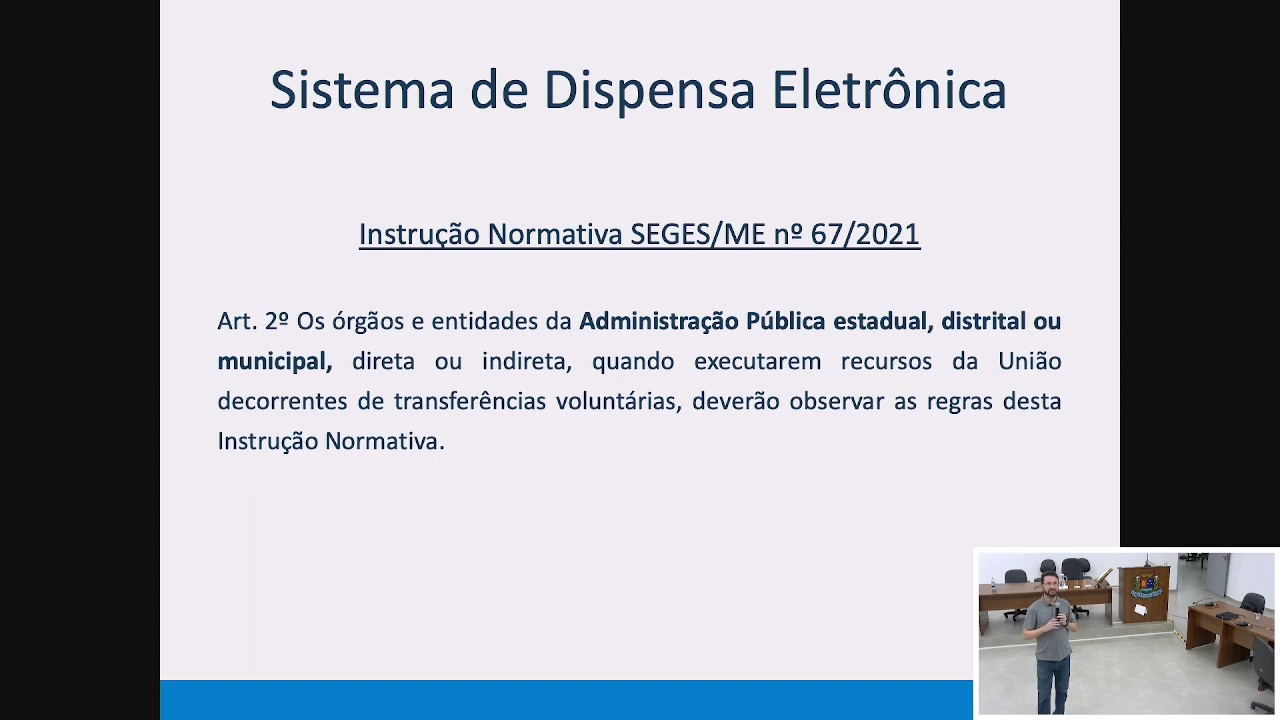 Sistema de Dispensa Eletrônica
Instrução Normativa SEGES/ME nº 67/2021
Art. 2º Os órgãos e entidades da Administração Pública estadual, distrital ou
municipal, direta ou indireta, quando executarem recursos da União
decorrentes de transferências voluntárias, deverão observar as regras desta
Instrução Normativa.